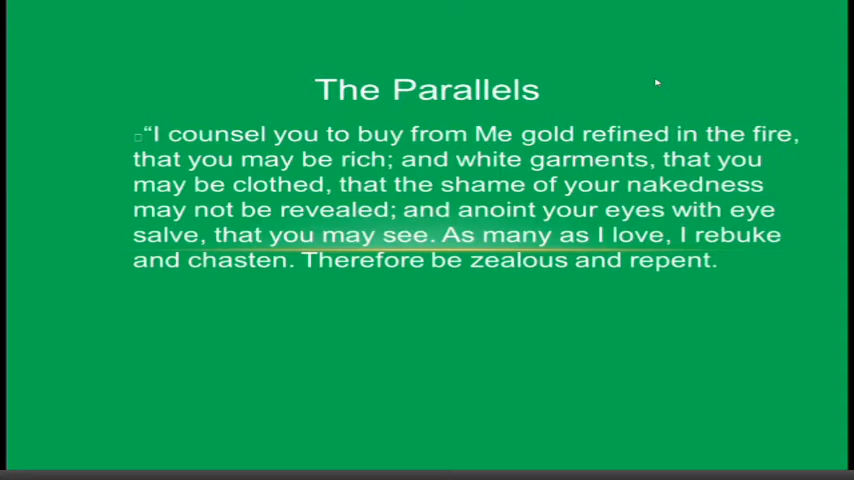 The Parallels
“I counsel you to buy from Me gold refined in the fire,
that you may be rich; and white garments, that you
may be clothed, that the shame of your nakedness
may not be revealed; and anoint your eyes with eye
salve, that you may see. As many as I love, I rebuke
and chasten. Therefore be zealous and repent.